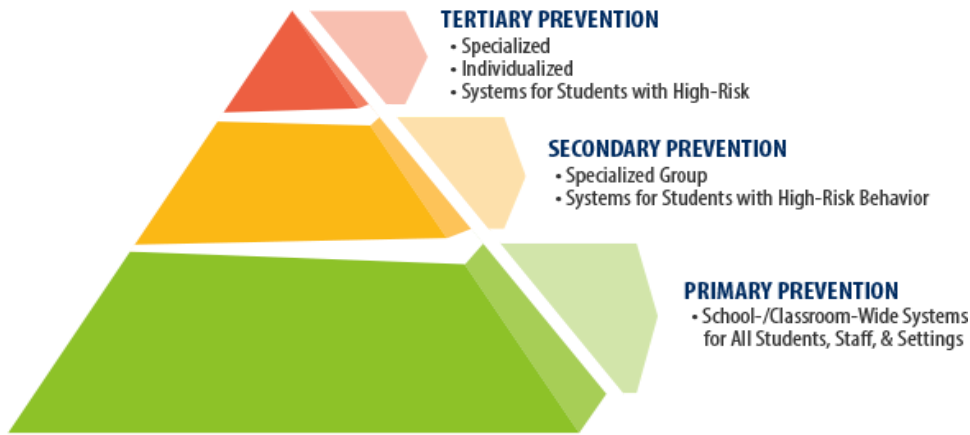 TERTIARY PREVENTION
• Specialized
• Individualized
• Systems for Students with High-Risk
SECONDARY PREVENTION
• Specialized Group
• Systems for Students with High-Risk Behavior
PRIMARY PREVENTION
• School-/Classroom-Wide Systems
for All Students, Staff, & Settings